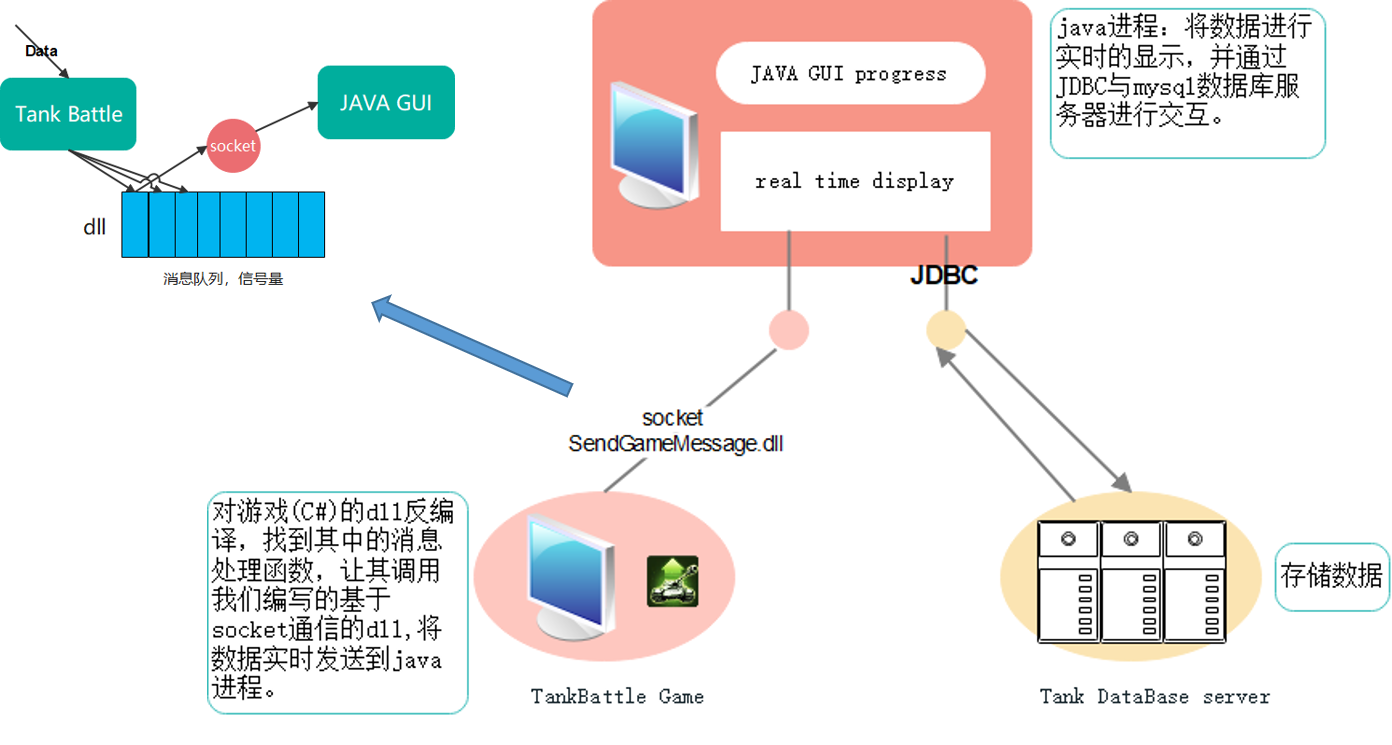 Data
Tank Battle
JAVA GUI
socket
dll
消息队列，信号量
JAVA GUI progress
real time display
java进程：将数据进行
实时的显示，并通过
JDBC与mysql数据库服
务器进行交互。
JDBC
socket
SendGameMessage.dll
对游戏(C#)的dll反编
译，找到其中的消息
处理函数，让其调用
我们编写的基于
socket通信的dll,将
数据实时发送到java
进程。
TankBattle Game
存储数据
Tank DataBase server